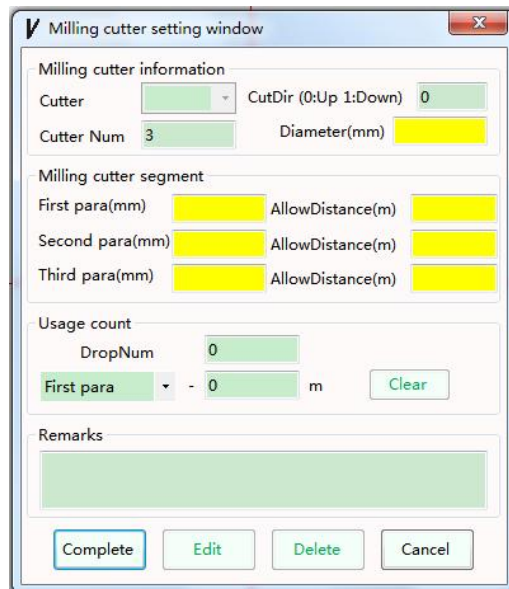 Milling cutter setting window
Milling cutter information
Cutter CutDir (0:Up 1:Down) 0
Cutter Num 3 Diameter(mm)
Milling cutter segment
First para(mm) AllowDistance(m)
Second para(mm) AllowDistance(m)
Third para(mm) AllowDistance(m)
Usage count
DropNum 0
First para - 0 m Clear
Remarks
Complete Edit Delete Cancel